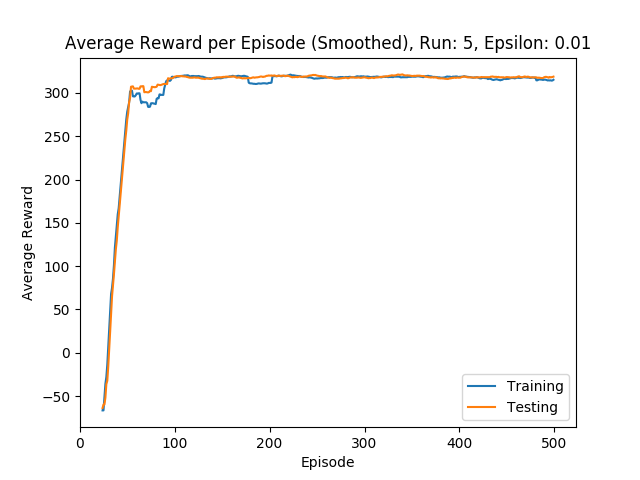 Average Reward per Episode (Smoothed), Run: 5, Epsilon: 0.01
Average Reward
300
250
200
150
100
50
0
−50
0 100 200 300 400 500
Episode
Training
Testing